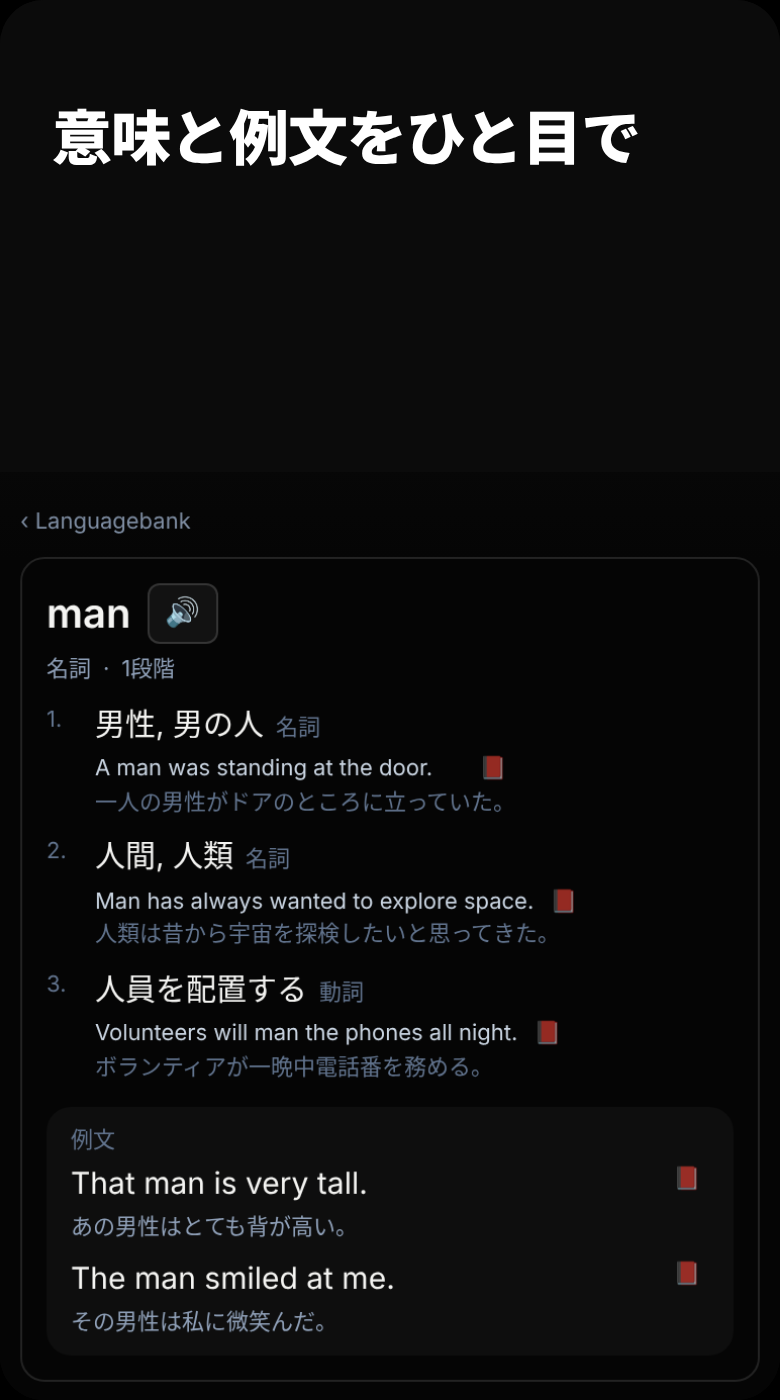 意味と例文をひと目で
‹ Languagebank
man
名詞 · 1段階
1. 男性, 男の人 名詞
A man was standing at the door.
一人の男性がドアのところに立っていた。
2. 人間, 人類 名詞
Man has always wanted to explore space.
人類は昔から宇宙を探検したいと思ってきた。
3. 人員を配置する 動詞
Volunteers will man the phones all night.
ボランティアが一晩中電話番を務める。
例文
That man is very tall.
あの男性はとても背が高い。
The man smiled at me.
その男性は私に微笑んだ。